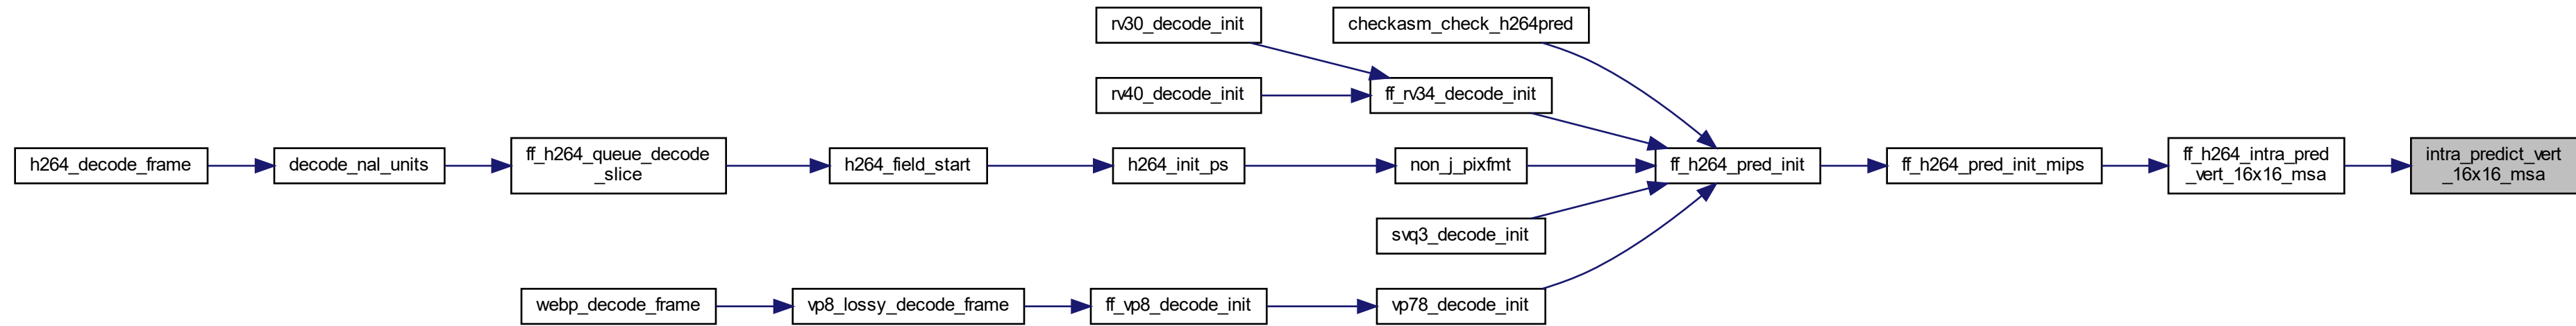 rv30_decode_init
checkasm_check_h264pred
rv40_decode_init
ff_rv34_decode_init
h264_decode_frame
decode_nal_units
ff_h264_queue_decode
_slice
h264_field_start
h264_init_ps
non_j_pixfmt
ff_h264_pred_init
ff_h264_pred_init_mips
ff_h264_intra_pred
_vert_16x16_msa
intra_predict_vert
_16x16_msa
svq3_decode_init
webp_decode_frame
vp8_lossy_decode_frame
ff_vp8_decode_init
vp78_decode_init